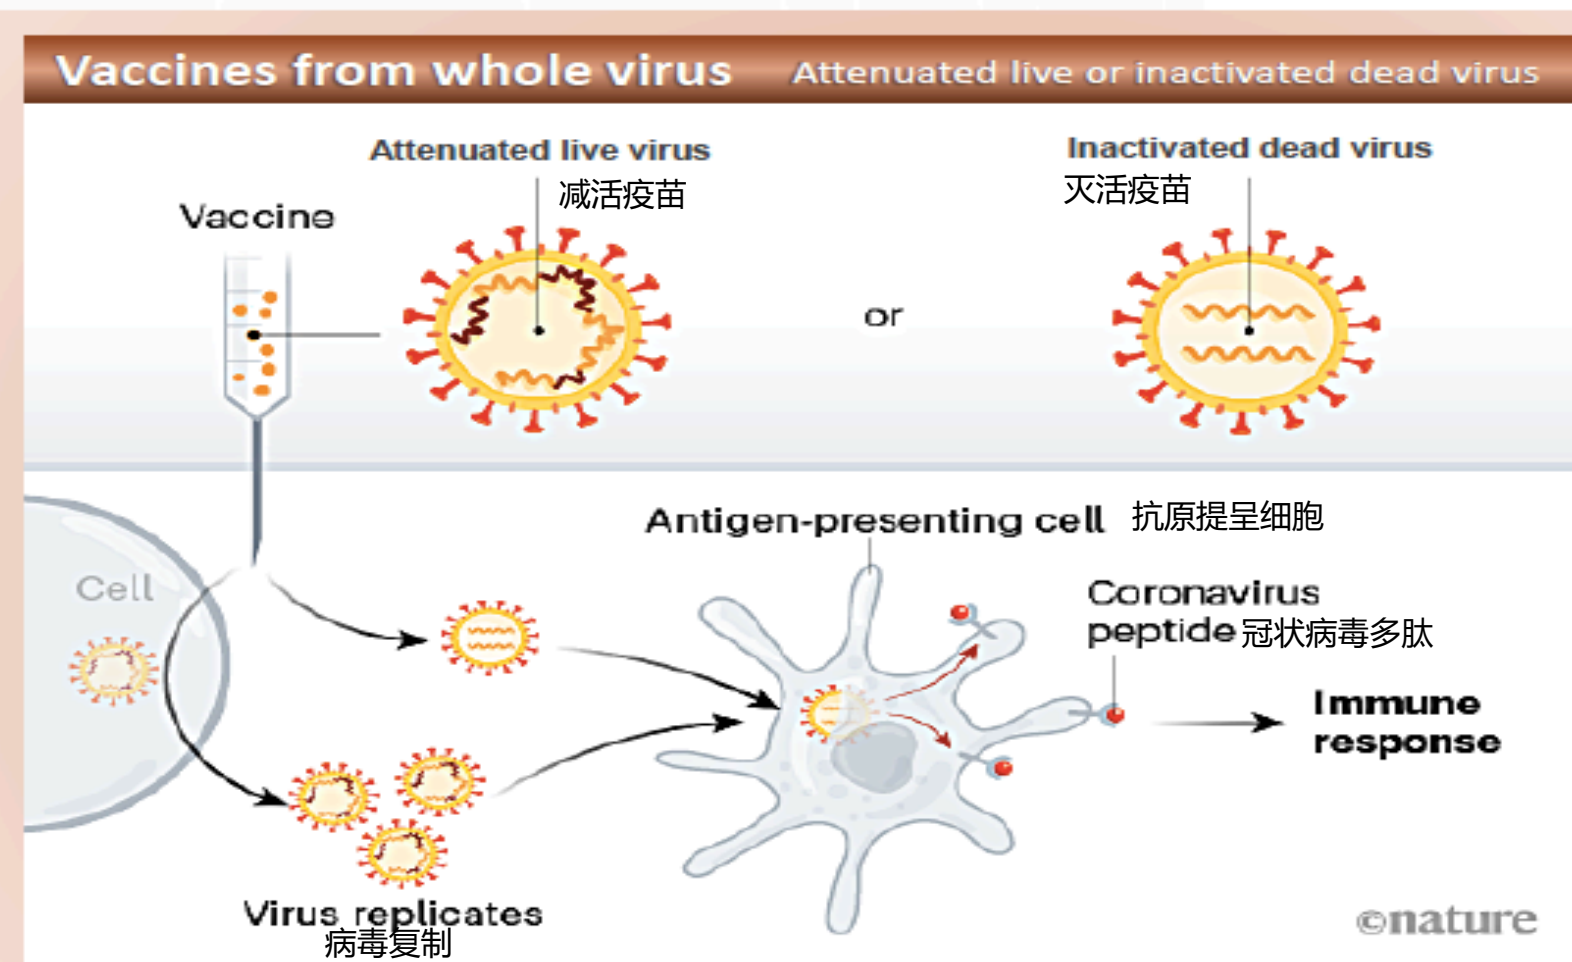 Vaccines from whole virus Attenuated live or inactivated dead virus
Attenuated live virus
减活疫苗
Inactivated dead virus
灭活疫苗
Vaccine
or
Antigen-presenting cell 抗原提呈细胞
Cell
Coronavirus
peptide 冠状病毒多肽
Immune
response
Virus replicates
病毒复制
©nature